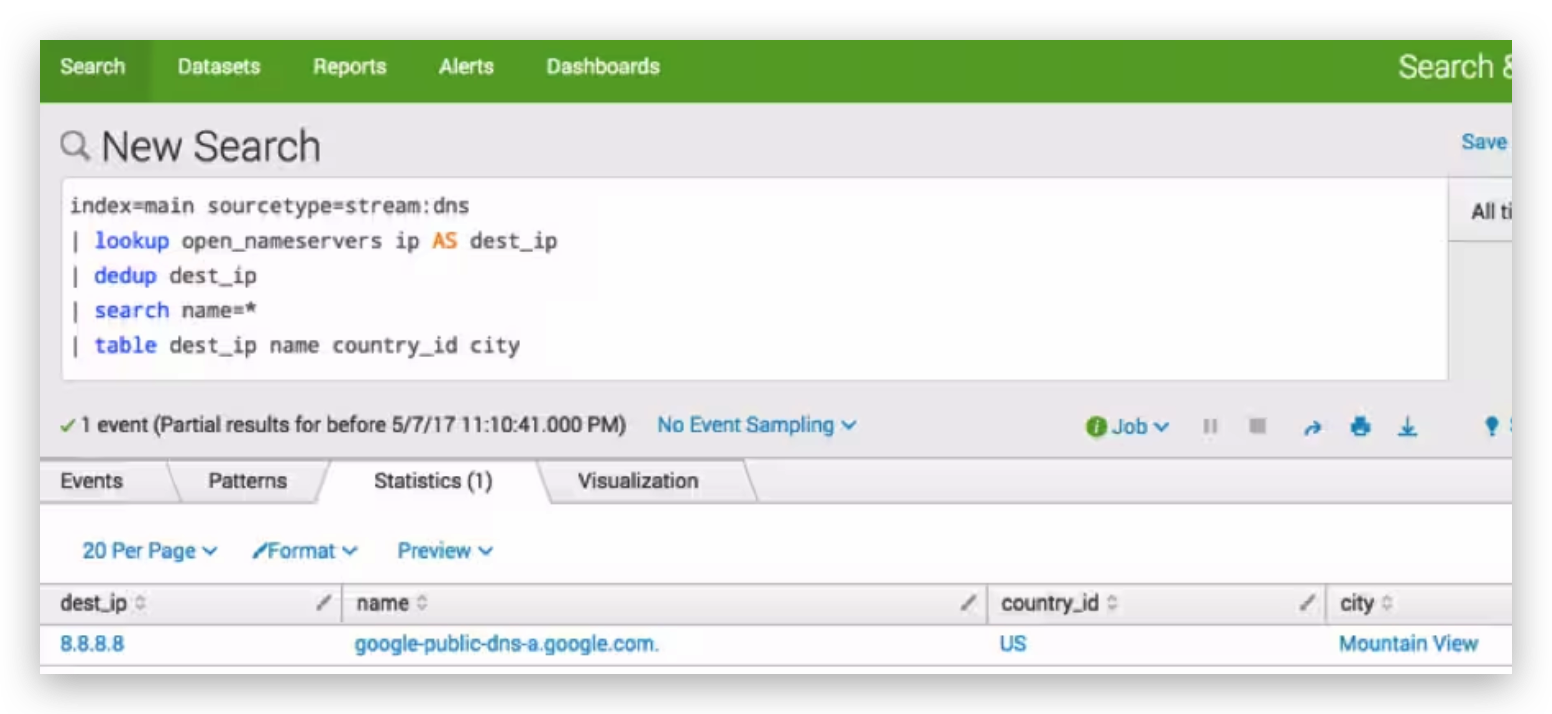 Search Datasets Reports Alerts Dashboards Search &
New Search Save
index=main sourcetype=stream:dns All ti
| lookup open_nameservers ip AS dest_ip
| dedup dest_ip
| search name=*
| table dest_ip name country_id city
1 event (Partial results for before 5/7/17 11:10:41.000 PM) No Event Sampling Job
Events Patterns Statistics (1) Visualization
20 Per Page Format Preview
dest_ip name country_id city
8.8.8.8 google-public-dns-a.google.com. US Mountain View